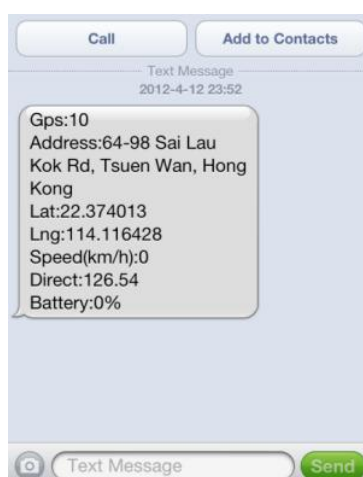 Call
Add to Contacts
Text Message
2012-4-12 23:52
Gps:10
Address:64-98 Sai Lau
Kok Rd, Tsuen Wan, Hong
Kong
Lat:22.374013
Lng:114.116428
Speed(km/h):0
Direct:126.54
Battery:0%
Text Message
Send